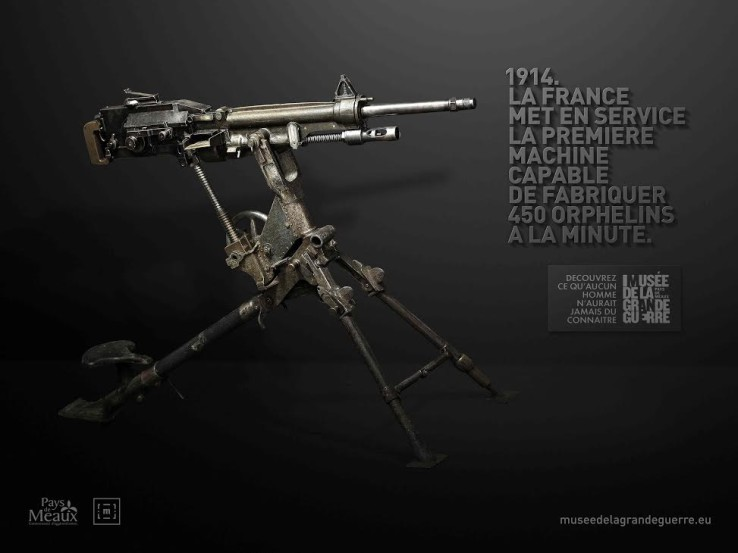 1914.
LA FRANCE
MET EN SERVICE
LA PREMIERE
MACHINE
CAPABLE
DE FABRIQUER
450 ORPHELINS
A LA MINUTE.
DECOUVREZ
CE QU'AUCUN
HOMME
N'AURAIT
JAMAIS DU
CONNAITRE
MUSÉE
DE LA
GRANDE
GUERRE
Pays
de
Meaux
m
museedelagrandeguerre.eu